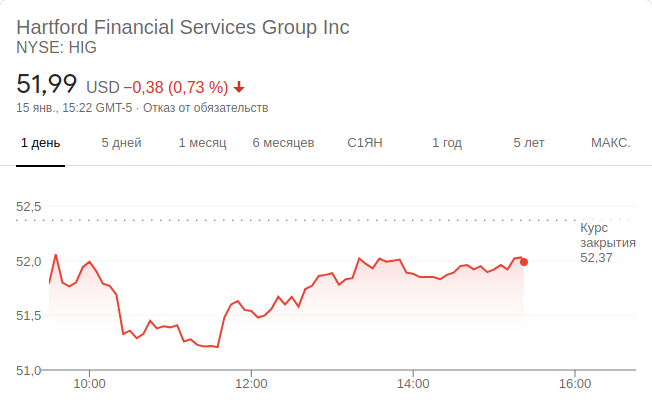 Hartford Financial Services Group Inc
NYSE: HIG
51,99 USD −0,38 (0,73 %)
15 янв., 15:22 GMT-5 · Отказ от обязательств
1 день 5 дней 1 месяц 6 месяцев С1ЯН 1 год 5 лет МАКС.
52,5
Курс
закрытия
52,37
52,0
51,5
51,0
10:00 12:00 14:00 16:00